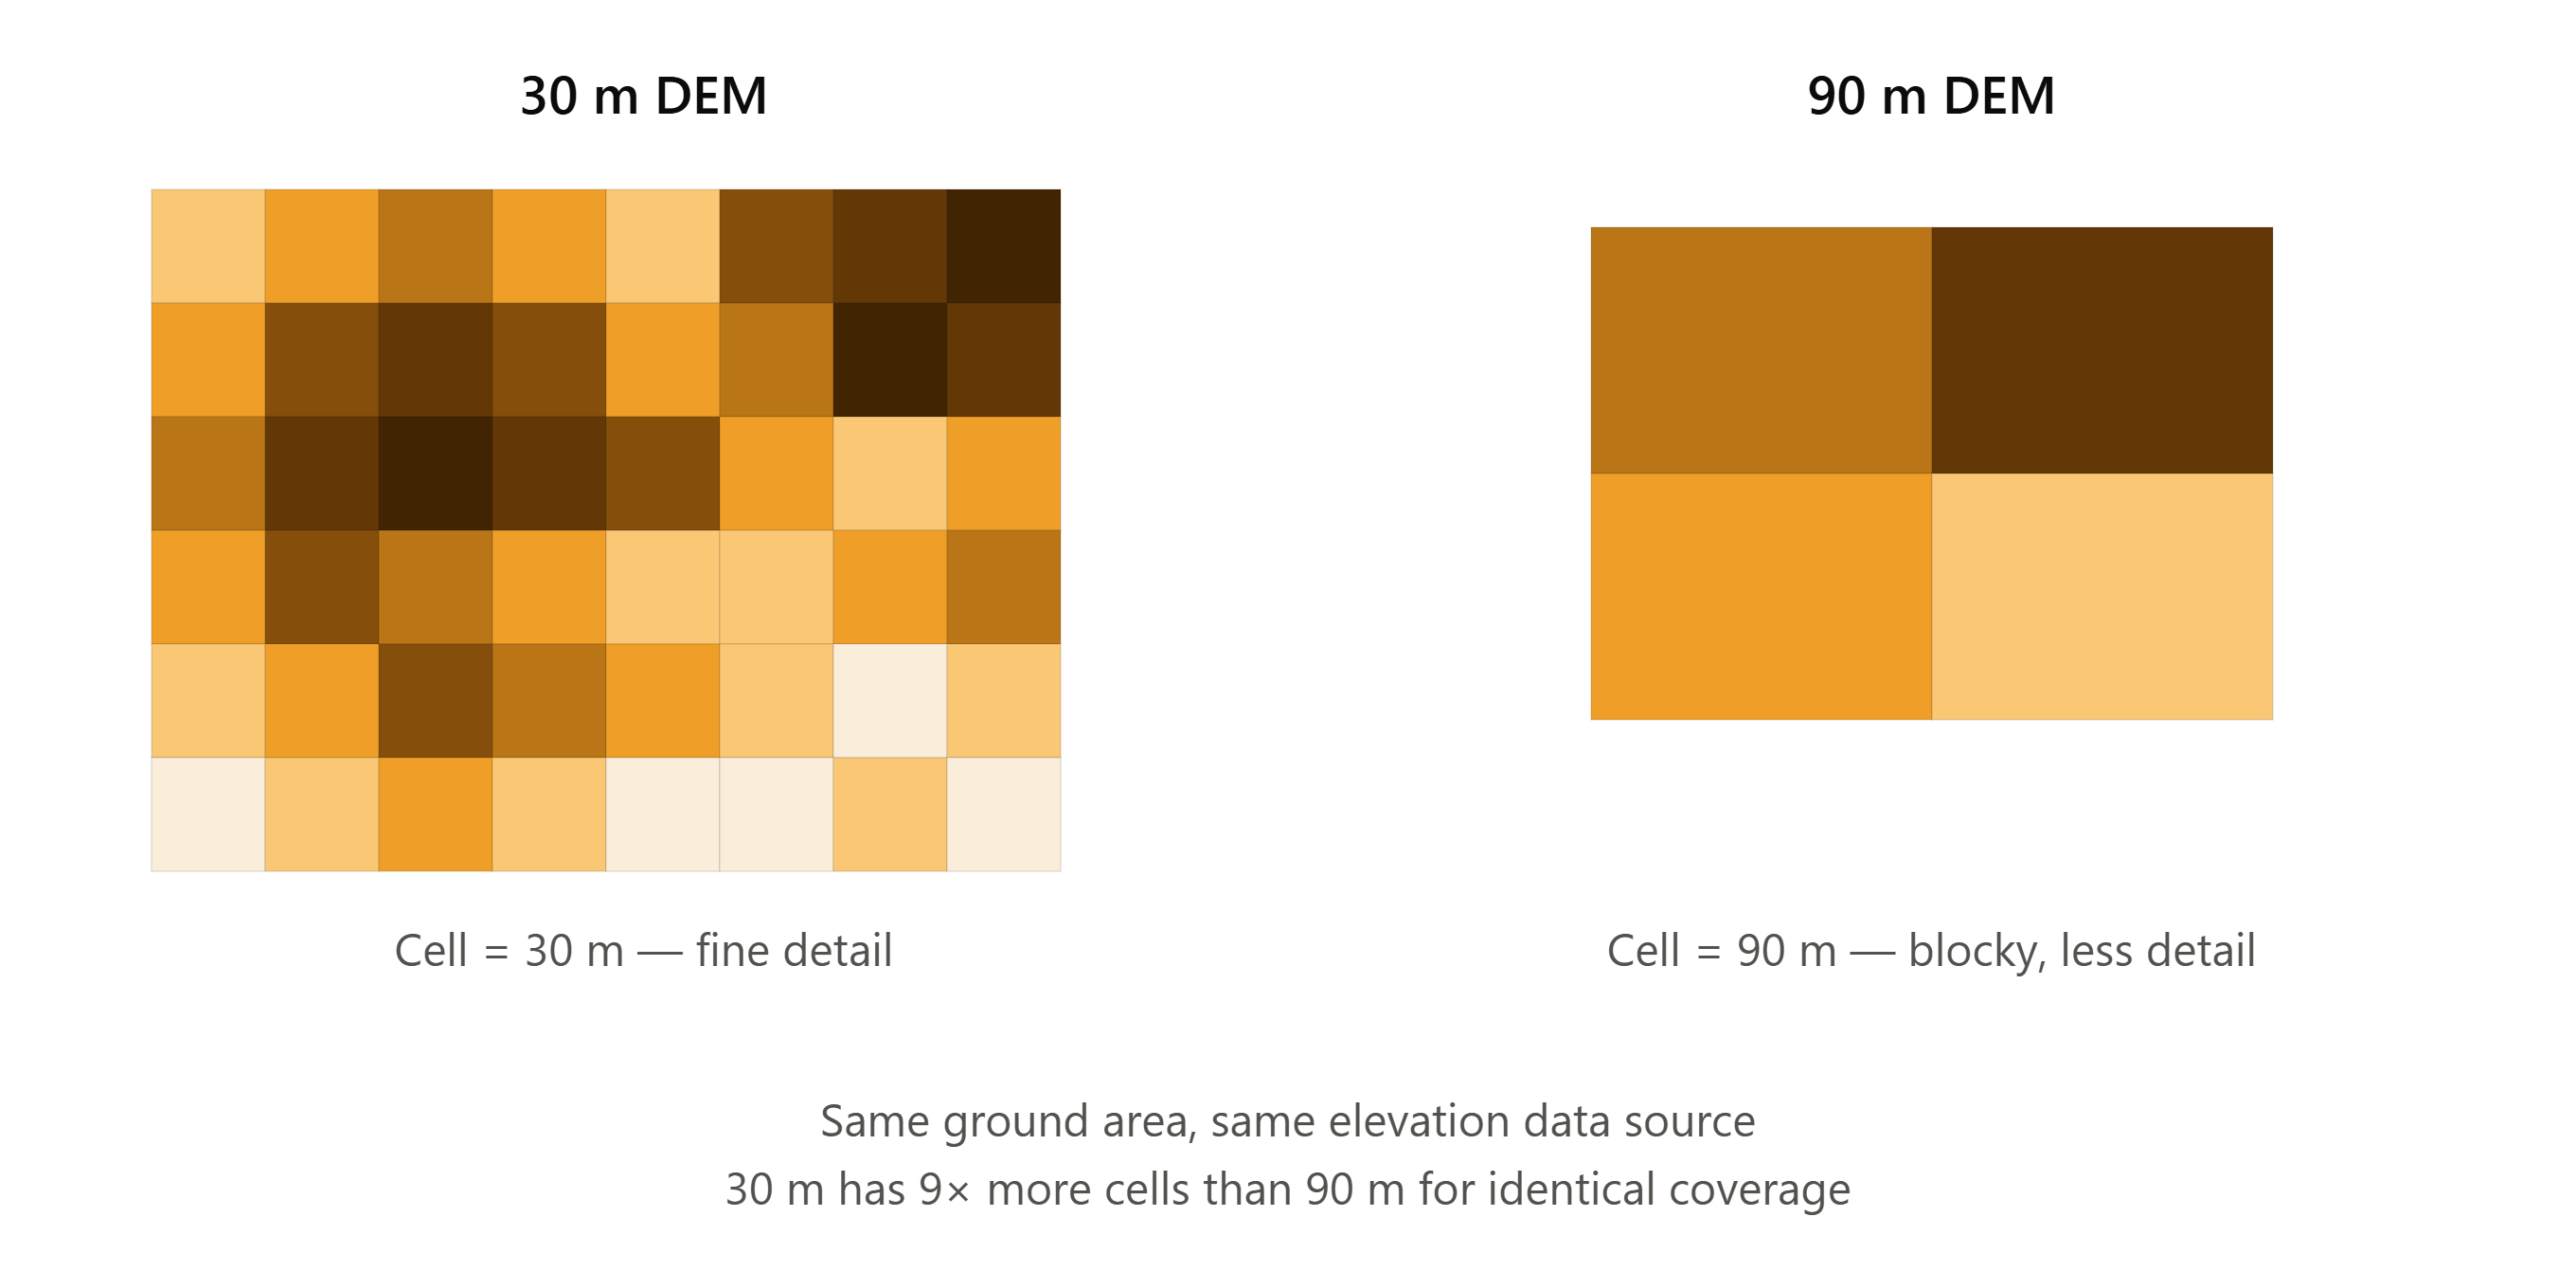 30 m DEM
90 m DEM
Cell = 30 m — fine detail
Cell = 90 m — blocky, less detail
Same ground area, same elevation data source
30 m has 9× more cells than 90 m for identical coverage